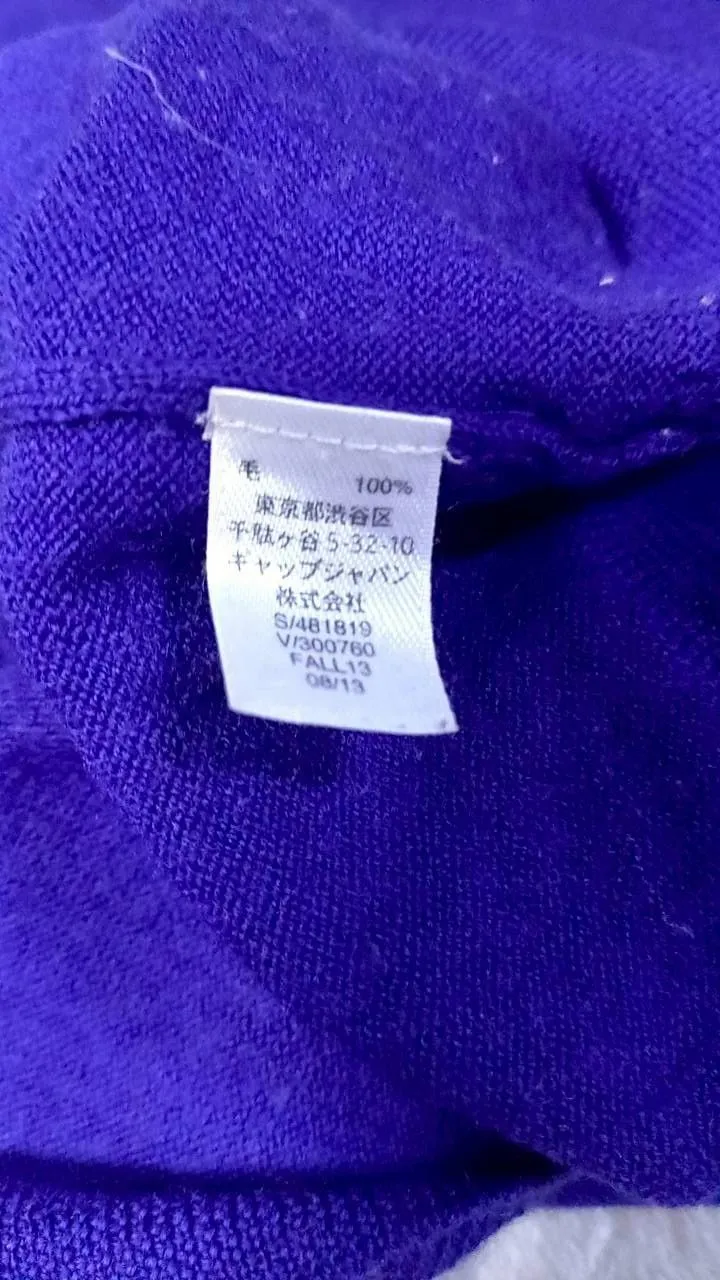 毛 100%
東京都渋谷区
千駄ヶ谷 5-32-10
ギャップジャパン
株式会社
S/481819
V/300760
FALL13
08/13